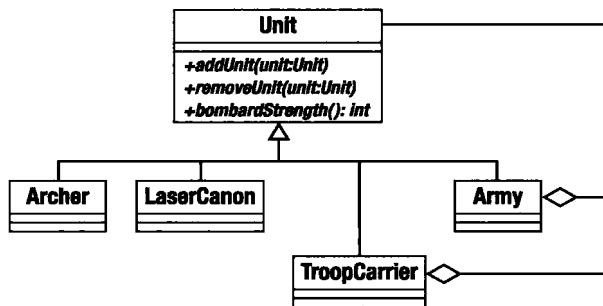 Unit
+addUnit(unit:Unit)
+removeUnit(unit:Unit)
+bombardStrength(): int
Archer
LaserCanon
Army
TroopCarrier